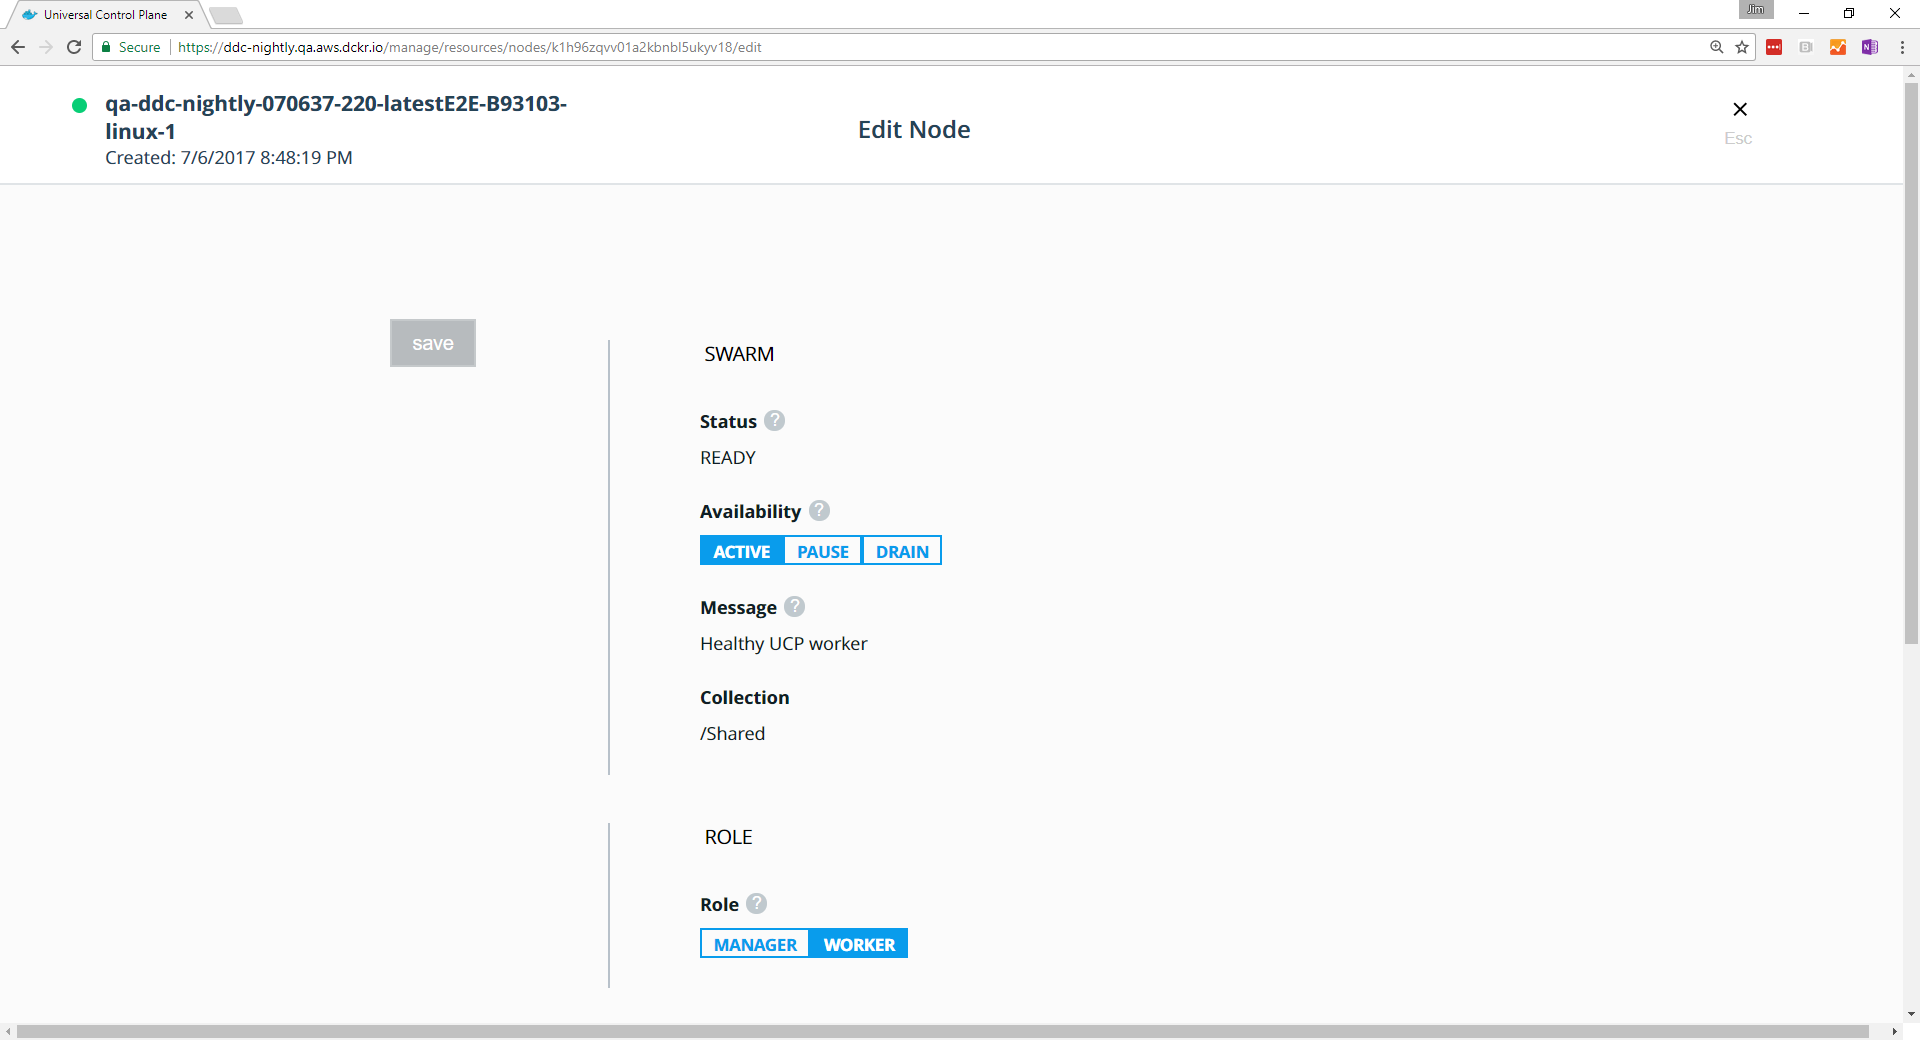 Universal Control Plane
Jim
Secure
https://ddc-nightly.qa.aws.dckr.io/manage/resources/nodes/k1h96zqvv01a2kbnbl5ukyv18/edit
qa-ddc-nightly-070637-220-latestE2E-B93103-
linux-1
Created: 7/6/2017 8:48:19 PM
Edit Node
Esc
save
SWARM
Status ?
READY
Availability ?
ACTIVE PAUSE DRAIN
Message ?
Healthy UCP worker
Collection
/Shared
ROLE
Role ?
MANAGER WORKER